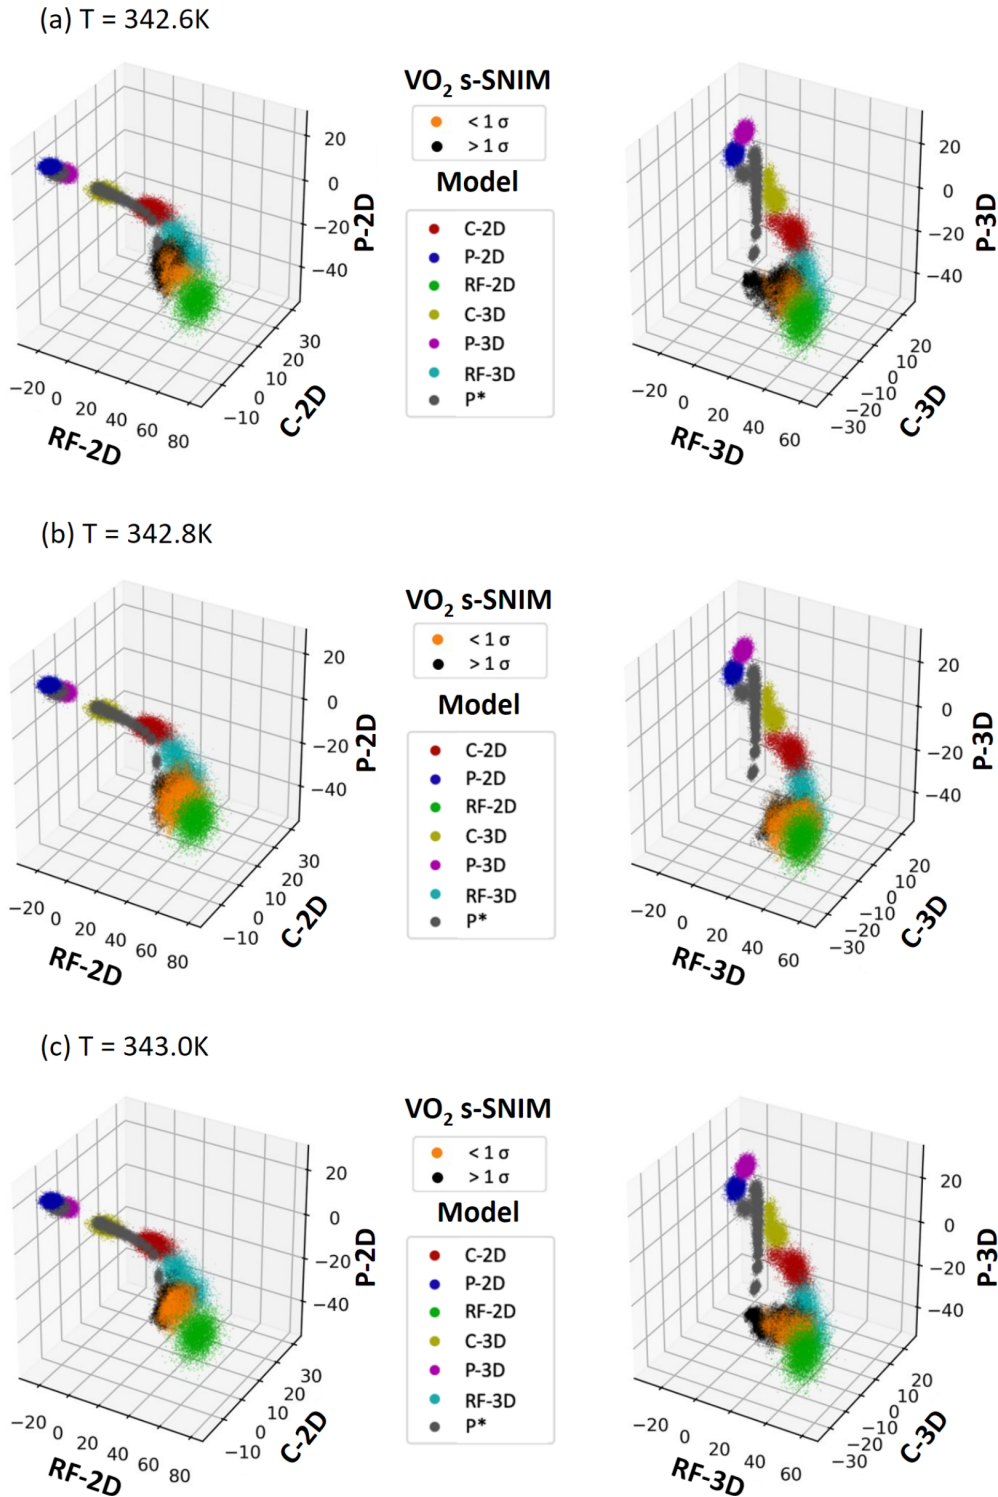 (a) T = 342.6K
VO₂ s-SNIM
< 1 σ
> 1 σ
Model
C-2D
P-2D
RF-2D
C-3D
P-3D
RF-3D
P*
20
0
−20
−40
P-2D
30
20
10
0
−10
C-2D
−20
0
20
40
60
80
RF-2D
20
0
−20
−40
P-3D
20
10
0
−10
−20
−30
C-3D
−20
0
20
40
60
RF-3D
(b) T = 342.8K
VO₂ s-SNIM
< 1 σ
> 1 σ
Model
C-2D
P-2D
RF-2D
C-3D
P-3D
RF-3D
P*
20
0
−20
−40
P-2D
30
20
10
0
−10
C-2D
−20
0
20
40
60
80
RF-2D
20
0
−20
−40
P-3D
20
10
0
−10
−20
−30
C-3D
−20
0
20
40
60
RF-3D
(c) T = 343.0K
VO₂ s-SNIM
< 1 σ
> 1 σ
Model
C-2D
P-2D
RF-2D
C-3D
P-3D
RF-3D
P*
20
0
−20
−40
P-2D
30
20
10
0
−10
C-2D
−20
0
20
40
60
80
RF-2D
20
0
−20
−40
P-3D
20
10
0
−10
−20
−30
C-3D
−20
0
20
40
60
RF-3D